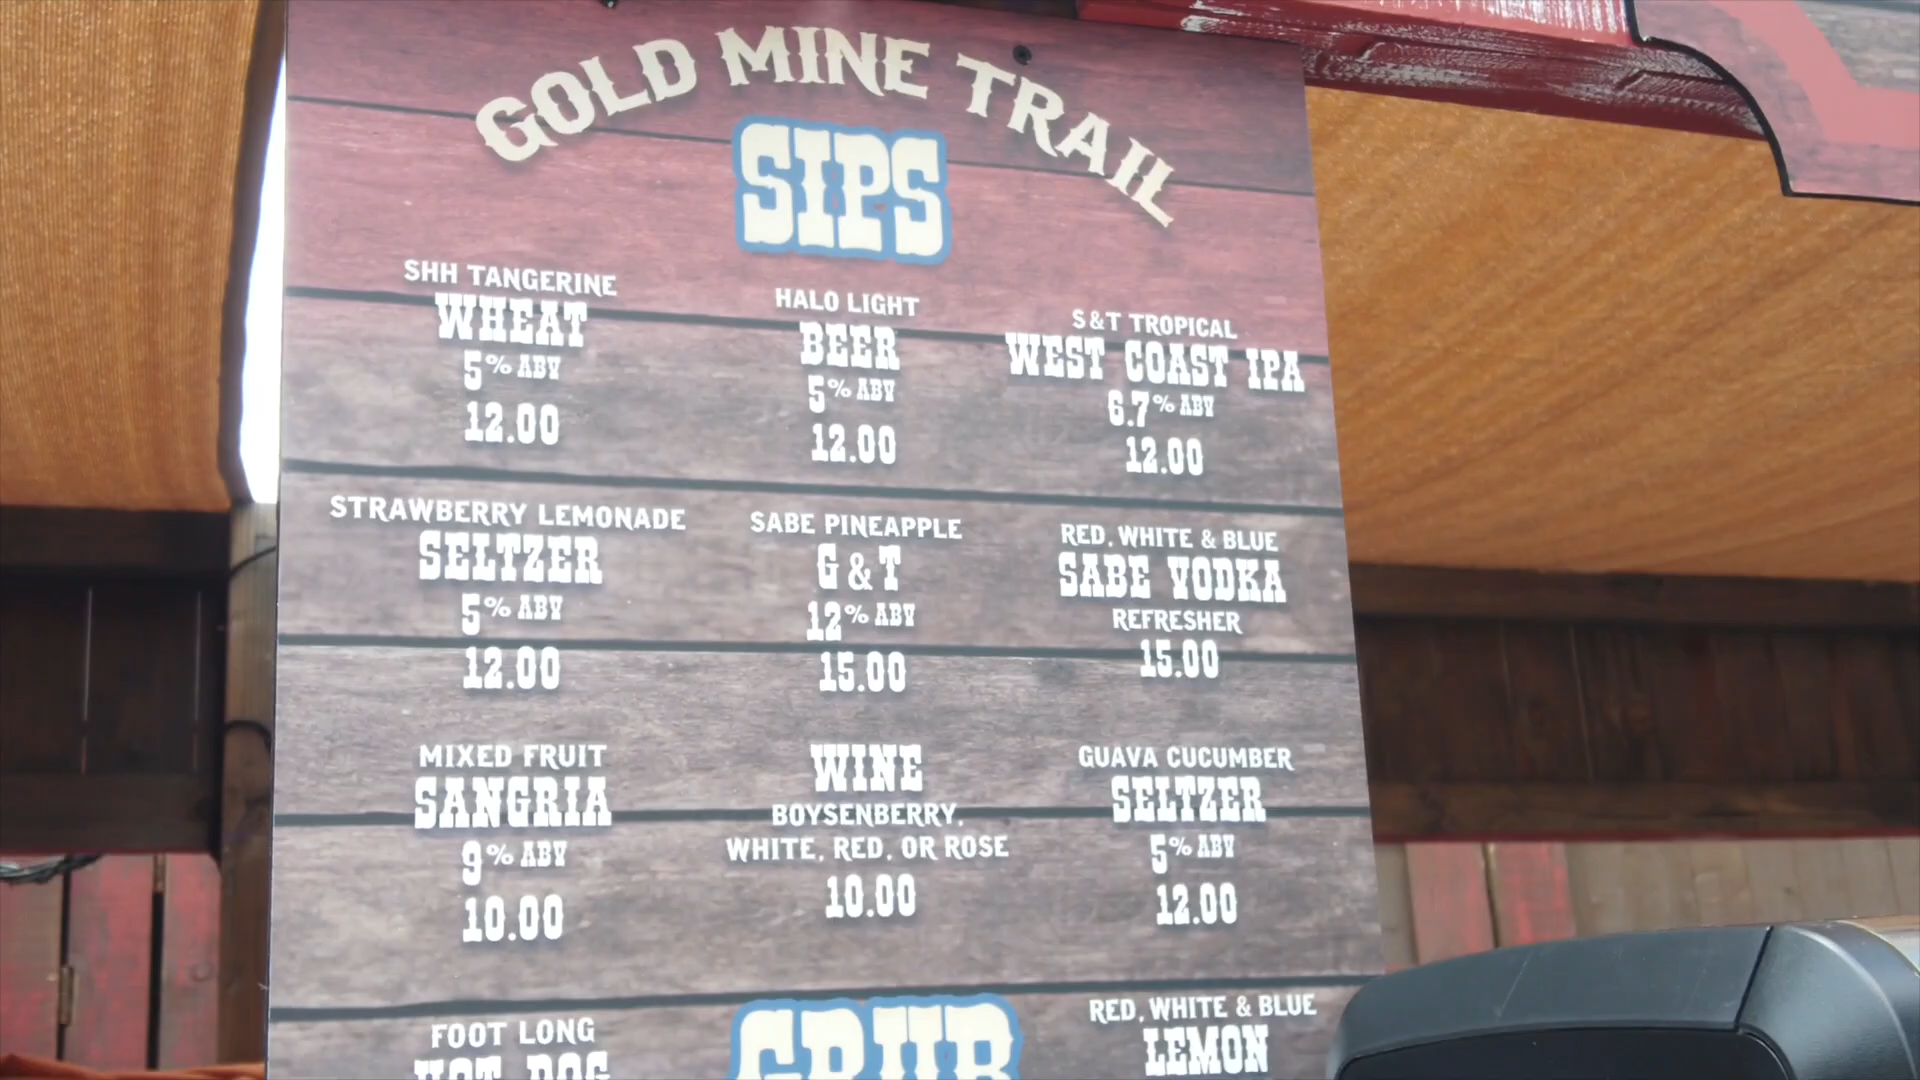 GOLD MINE TRAIL
SIPS
SHH TANGERINE
WHEAT
5% ABV
12.00
HALO LIGHT
BEER
5% ABV
12.00
S&T TROPICAL
WEST COAST IPA
6.7% ABV
12.00
STRAWBERRY LEMONADE
SELTZER
5% ABV
12.00
SABE PINEAPPLE
G & T
12% ABV
15.00
RED, WHITE & BLUE
SABE VODKA
REFRESHER
15.00
MIXED FRUIT
SANGRIA
9% ABV
10.00
WINE
BOYSENBERRY,
WHITE, RED, OR ROSE
10.00
GUAVA CUCUMBER
SELTZER
5% ABV
12.00
GRUB
FOOT LONG
HOT DOG
RED, WHITE & BLUE
LEMON